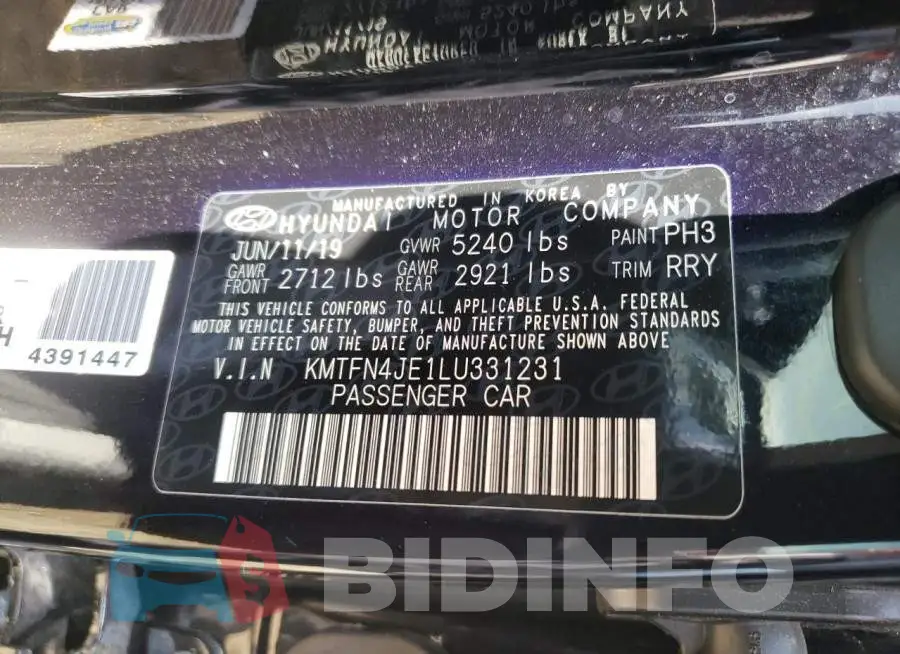 MANUFACTURED IN KOREA BY
HYUNDAI MOTOR COMPANY
JUN/11/19 GVWR 5240 lbs PAINT PH3
GAWR FRONT 2712 lbs GAWR REAR 2921 lbs TRIM RRY
THIS VEHICLE CONFORMS TO ALL APPLICABLE U.S.A. FEDERAL
MOTOR VEHICLE SAFETY, BUMPER, AND THEFT PREVENTION STANDARDS
IN EFFECT ON THE DATE OF MANUFACTURE SHOWN ABOVE
V.I.N KMTFN4JE1LU331231
PASSENGER CAR
4391447
BIDINFO